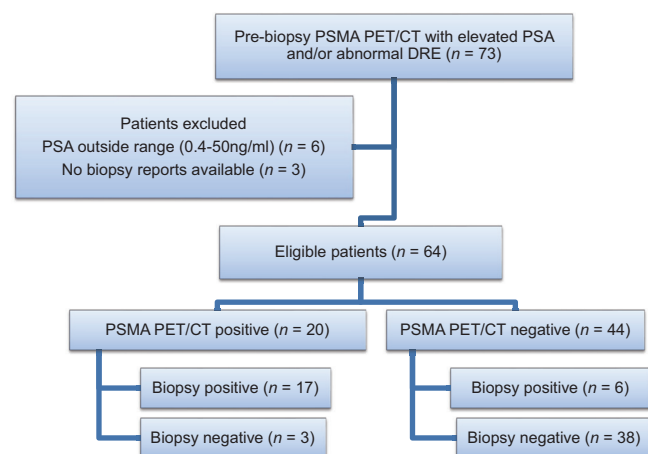 Pre-biopsy PSMA PET/CT with elevated PSA
and/or abnormal DRE (n = 73)
Patients excluded
PSA outside range (0.4-50ng/ml) (n = 6)
No biopsy reports available (n = 3)
Eligible patients (n = 64)
PSMA PET/CT positive (n = 20)
Biopsy positive (n = 17)
Biopsy negative (n = 3)
PSMA PET/CT negative (n = 44)
Biopsy positive (n = 6)
Biopsy negative (n = 38)